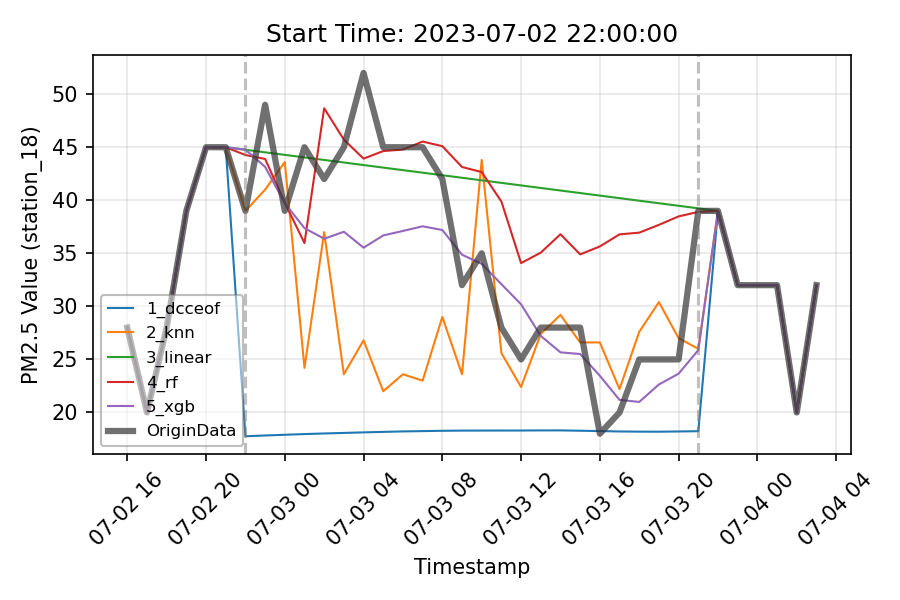 Start Time: 2023-07-02 22:00:00
PM2.5 Value (station_18)
50
45
40
35
30
25
20
1_dcceof
2_knn
3_linear
4_rf
5_xgb
OriginData
07-02 16
07-02 20
07-03 00
07-03 04
07-03 08
07-03 12
07-03 16
07-03 20
07-04 00
07-04 04
Timestamp